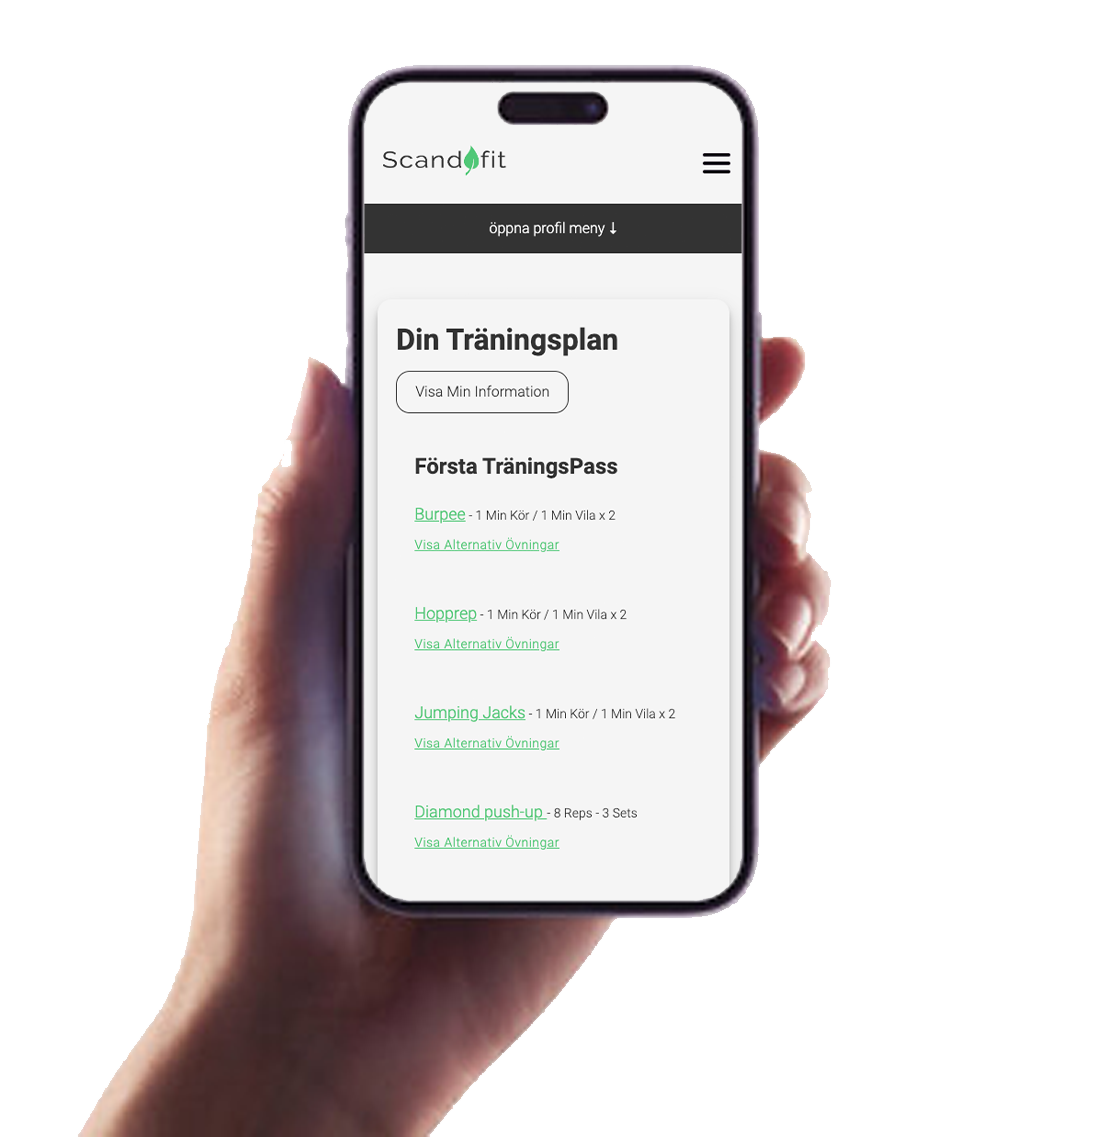 Scandfit
öppna profil meny ↓
Din Träningsplan
Visa Min Information
Första TräningsPass
Burpee - 1 Min Kör / 1 Min Vila x 2
Visa Alternativ Övningar
Hopprep - 1 Min Kör / 1 Min Vila x 2
Visa Alternativ Övningar
Jumping Jacks - 1 Min Kör / 1 Min Vila x 2
Visa Alternativ Övningar
Diamond push-up - 8 Reps - 3 Sets
Visa Alternativ Övningar